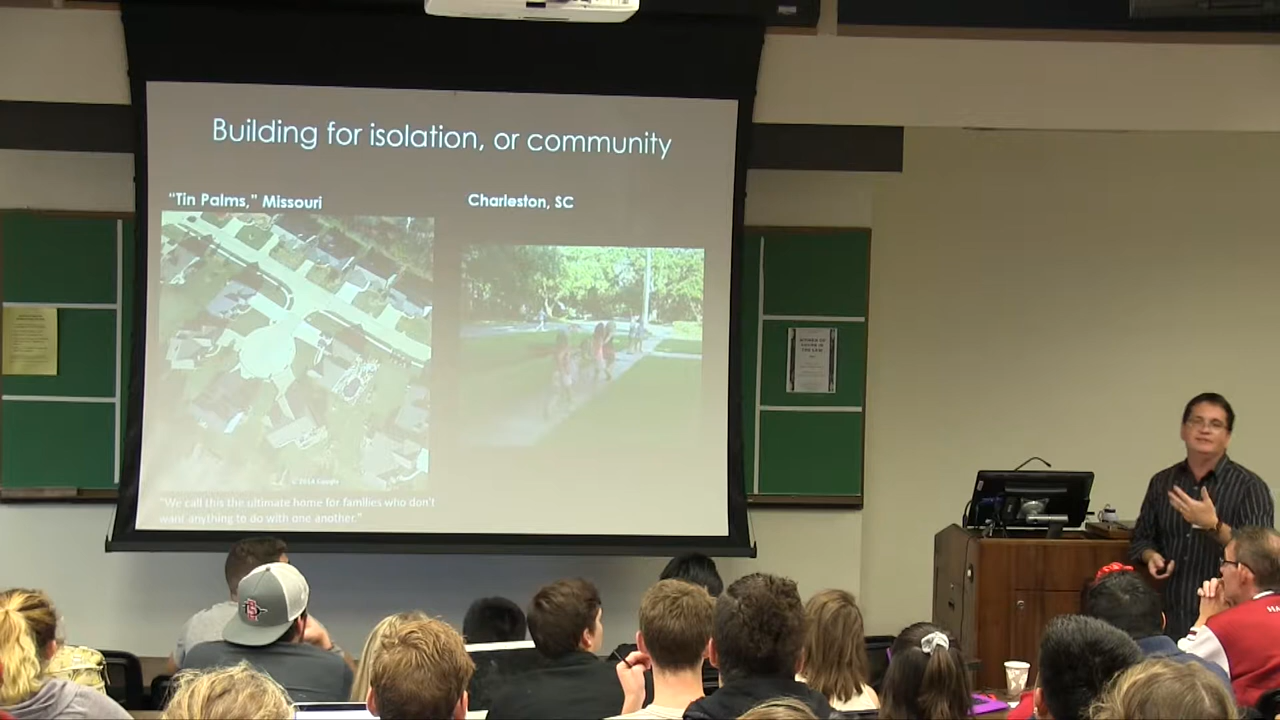 Building for isolation, or community
"Tin Palms," Missouri
Charleston, SC
© 2014 Google
"We call this the ultimate home for families who don't
want anything to do with one another."